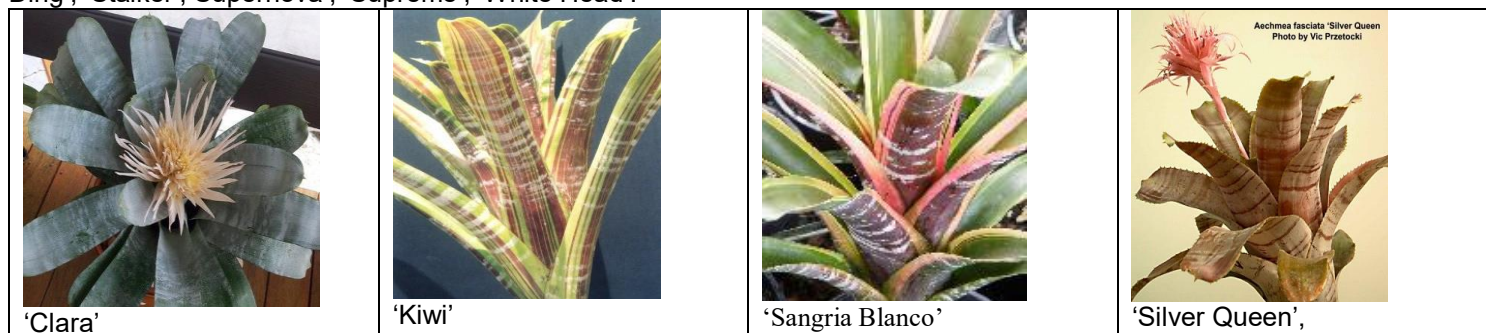 Aechmea fasciata ‘Silver Queen
Photo by Vic Przetocki
‘Clara’
‘Kiwi’
‘Sangria Blanco’
‘Silver Queen’,